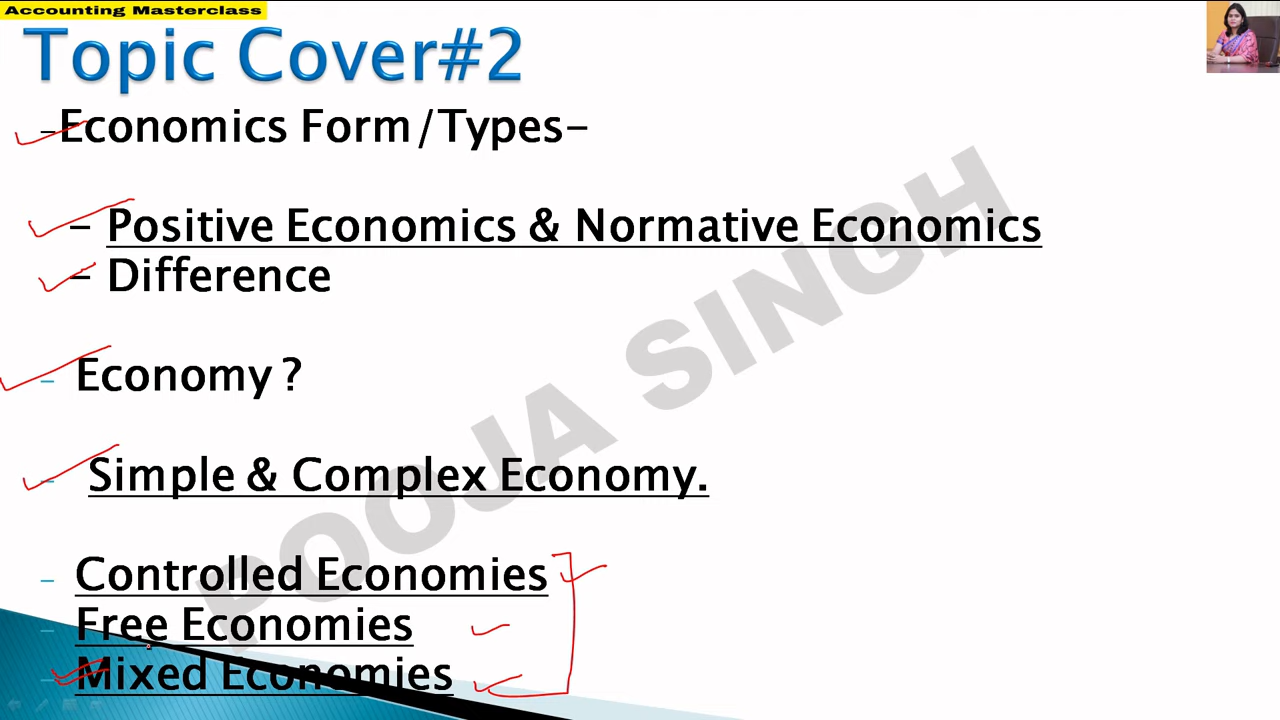 Accounting Masterclass
Topic Cover#2
-Economics Form/Types-
- Positive Economics & Normative Economics
- Difference
- Economy ?
- Simple & Complex Economy.
- Controlled Economies
- Free Economies
- Mixed Economies
POOJA SINGH